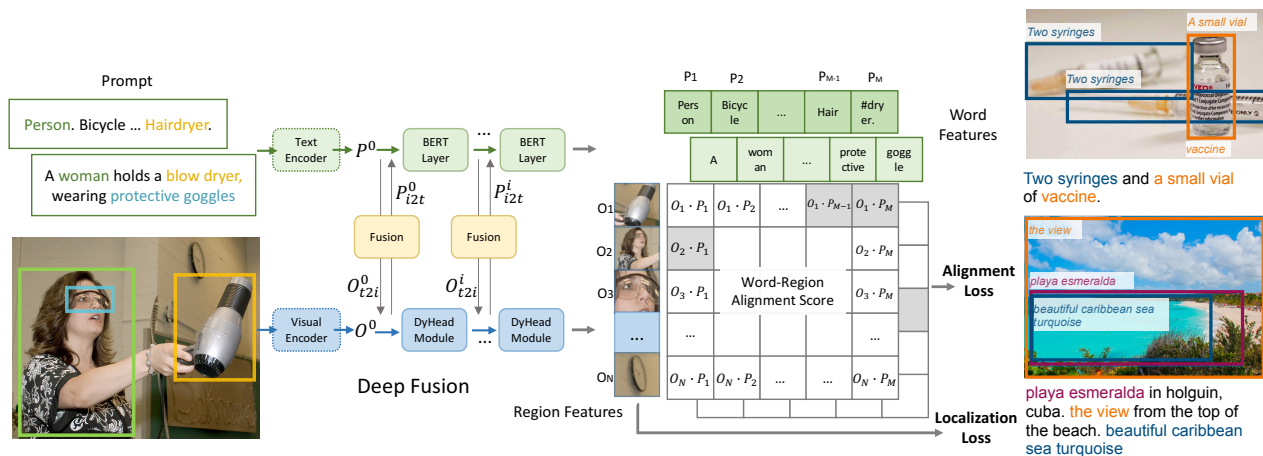 Prompt
Person. Bicycle ... Hairdryer.
A woman holds a blow dryer,
wearing protective goggles
Text
Encoder
P⁰
BERT
Layer
...
BERT
Layer
P⁰i2t
Pⁱi2t
Fusion
Fusion
O⁰t2i
Oⁱt2i
Visual
Encoder
O⁰
DyHead
Module
...
DyHead
Module
Deep Fusion
P1
P2
PM-1
PM
Pers
on
Bicyc
le
...
Hair
#dry
er.
A
wom
an
...
prote
ctive
gogg
le
Word
Features
O1
O2
O3
...
ON
O₁ · P₁
O₁ · P₂
...
O₁ · PM−1
O₁ · PM
O₂ · P₁
O₂ · PM
O₃ · P₁
O₃ · PM
Word-Region
Alignment Score
...
...
ON · P₁
ON · P₂
...
...
ON · PM
Region Features
Alignment
Loss
Localization
Loss
Two syringes
A small vial
Two syringes
vaccine
Two syringes and a small vial
of vaccine.
the view
playa esmeralda
beautiful caribbean sea
turquoise
playa esmeralda in holguin,
cuba. the view from the top of
the beach. beautiful caribbean
sea turquoise